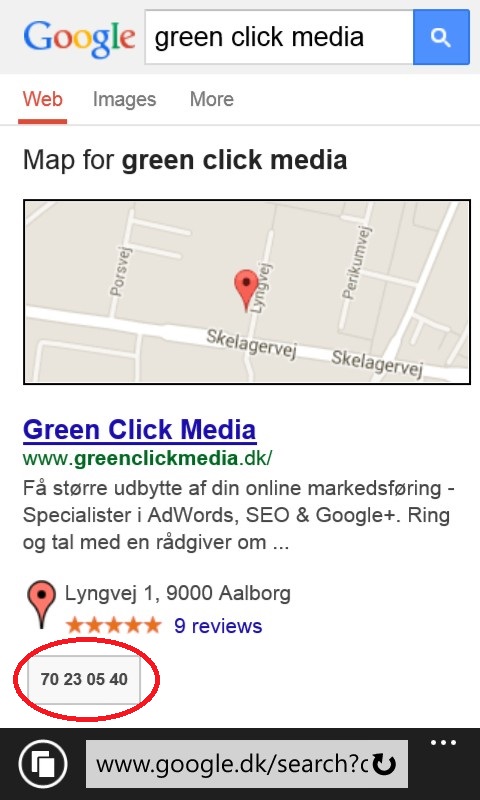 Google green click media
Web Images More
Map for green click media
Porsvej
Lyngvej
Perikumvej
Skelagervej
Skelagervej
Green Click Media
www.greenclickmedia.dk/
Få større udbytte af din online markedsføring -
Specialister i AdWords, SEO & Google+. Ring
og tal med en rådgiver om ...
Lyngvej 1, 9000 Aalborg
9 reviews
70 23 05 40
www.google.dk/search?c